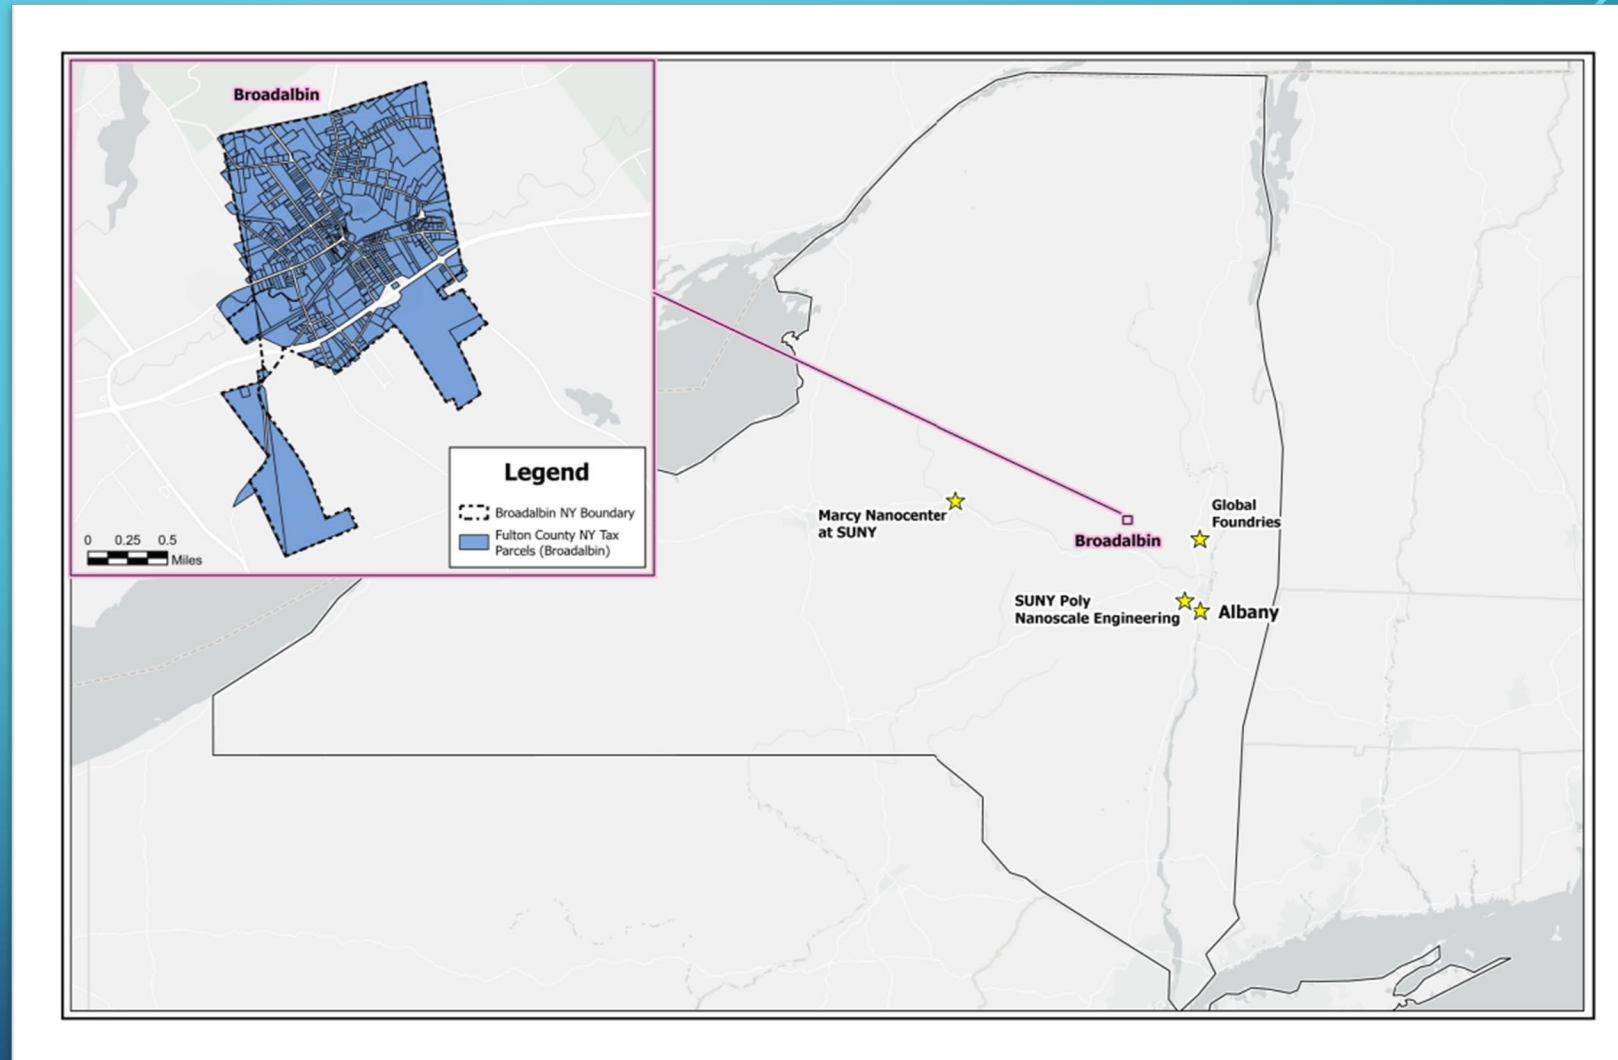 Broadalbin
Legend
Broadalbin NY Boundary
Fulton County NY Tax
Parcels (Broadalbin)
0 0.25 0.5
Miles
Marcy Nanocenter
at SUNY
Broadalbin
Global
Foundries
SUNY Poly
Nanoscale Engineering
Albany